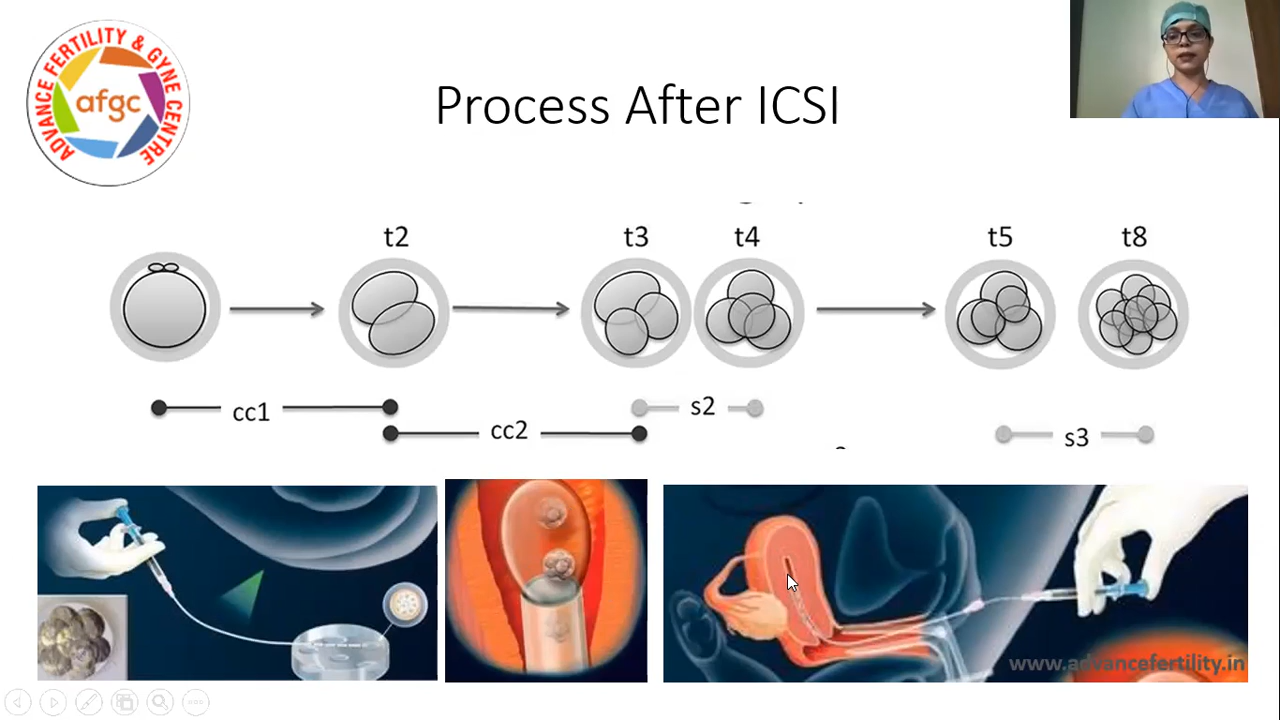 ADVANCE FERTILITY & GYNE CENTRE
afgc
Process After ICSI
t2
t3
t4
t5
t8
cc1
s2
cc2
s3
www.advancefertility.in